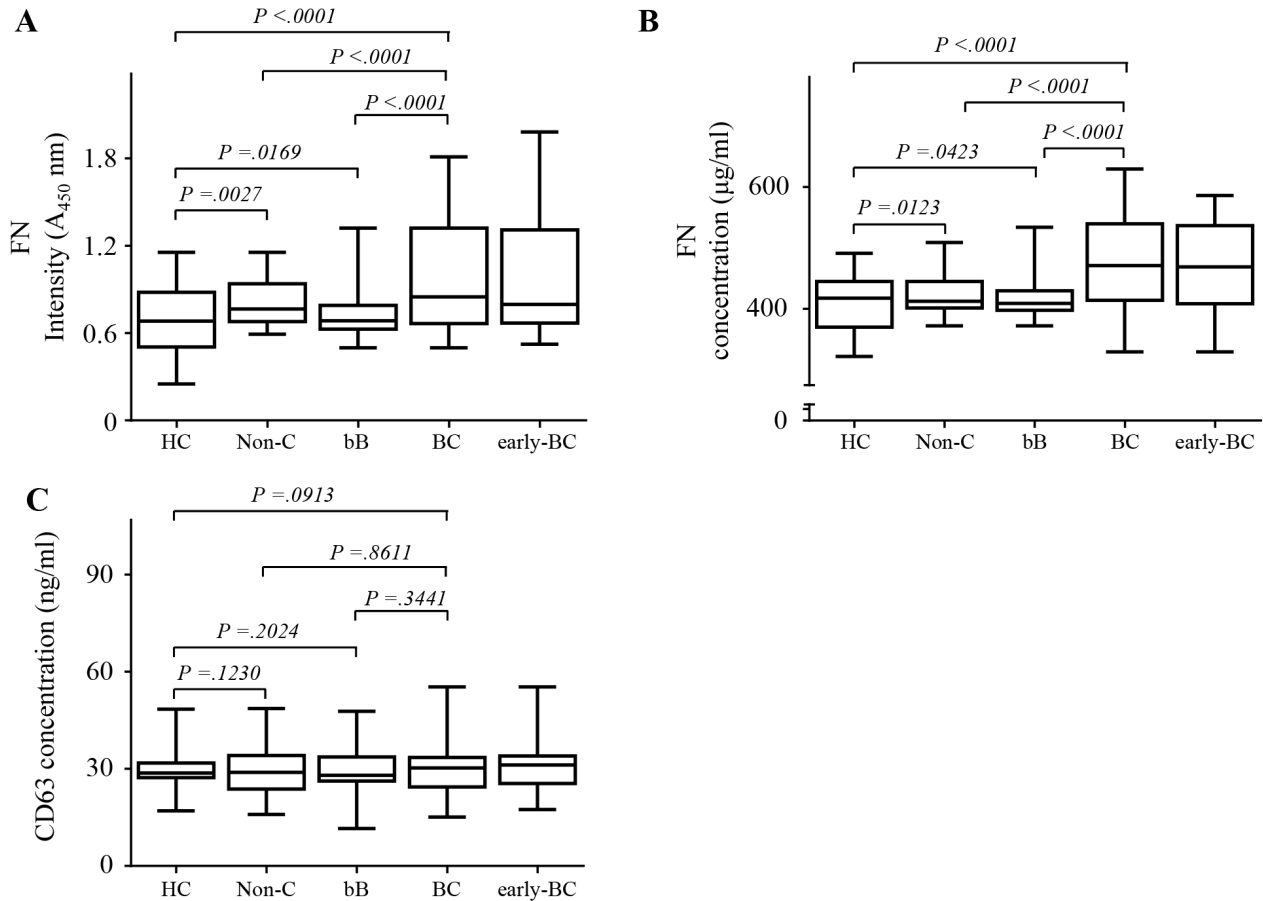 A
P <.0001
P <.0001
P <.0001
P =.0169
P =.0027
FN
Intensity (A450 nm)
1.8
1.2
0.6
0
HC Non-C bB BC early-BC
B
P <.0001
P <.0001
P <.0001
P =.0423
P =.0123
FN
concentration (μg/ml)
600
400
0
HC Non-C bB BC early-BC
C
P =.0913
P =.8611
P =.3441
P =.2024
P =.1230
CD63 concentration (ng/ml)
90
60
30
0
HC Non-C bB BC early-BC